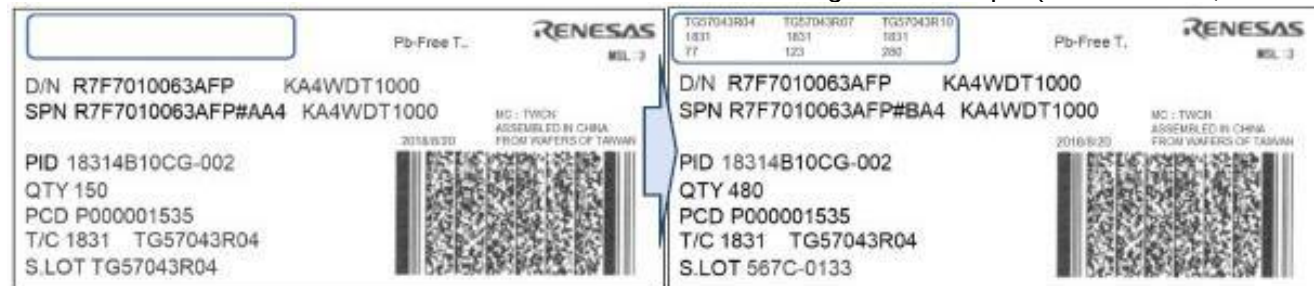 Pb-Free T..
RENESAS
MSL :3
D/N R7F7010063AFP KA4WDT1000
SPN R7F7010063AFP#AA4 KA4WDT1000
MC : TWCN
ASSEMBLED IN CHINA
FROM WAFERS OF TAIWAN
2018/8/20
PID 18314B10CG-002
QTY 150
PCD P000001535
T/C 1831 TG57043R04
S.LOT TG57043R04
TG57043R04 TG57043R07 TG57043R10
1831 1831 1831
77 123 280
Pb-Free T.
RENESAS
MSL :3
D/N R7F7010063AFP KA4WDT1000
SPN R7F7010063AFP#BA4 KA4WDT1000
MC : TWCN
ASSEMBLED IN CHINA
FROM WAFERS OF TAIWAN
2018/8/20
PID 18314B10CG-002
QTY 480
PCD P000001535
T/C 1831 TG57043R04
S.LOT 567C-0133